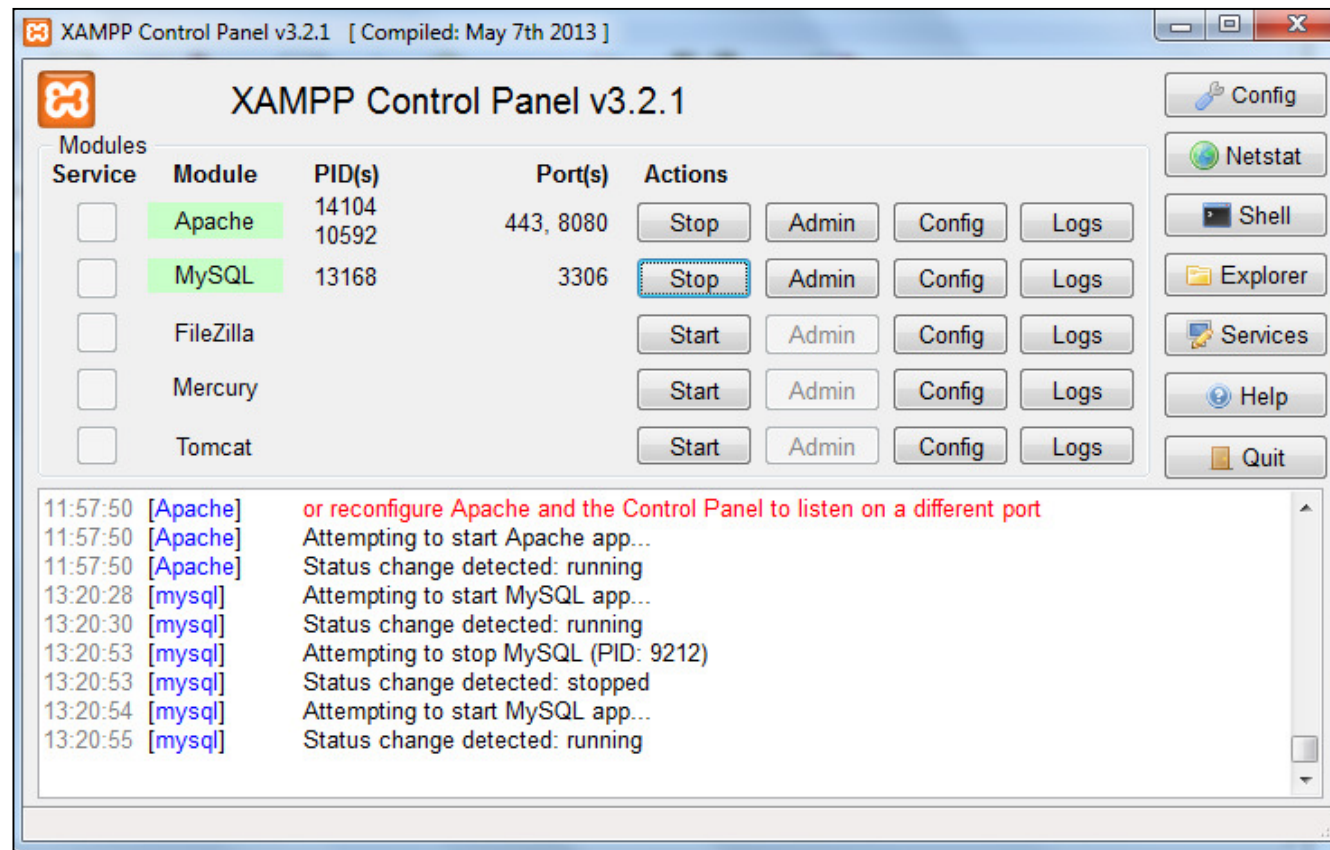 XAMPP Control Panel v3.2.1 [ Compiled: May 7th 2013 ]
XAMPP Control Panel v3.2.1
Config
Modules
Netstat
Service Module PID(s) Port(s) Actions
Apache 14104 10592 443, 8080 Stop Admin Config Logs
Shell
MySQL 13168 3306 Stop Admin Config Logs
Explorer
FileZilla Start Admin Config Logs
Services
Mercury Start Admin Config Logs
Help
Tomcat Start Admin Config Logs
Quit
11:57:50 [Apache] or reconfigure Apache and the Control Panel to listen on a different port
11:57:50 [Apache] Attempting to start Apache app...
11:57:50 [Apache] Status change detected: running
13:20:28 [mysql] Attempting to start MySQL app...
13:20:30 [mysql] Status change detected: running
13:20:53 [mysql] Attempting to stop MySQL (PID: 9212)
13:20:53 [mysql] Status change detected: stopped
13:20:54 [mysql] Attempting to start MySQL app...
13:20:55 [mysql] Status change detected: running